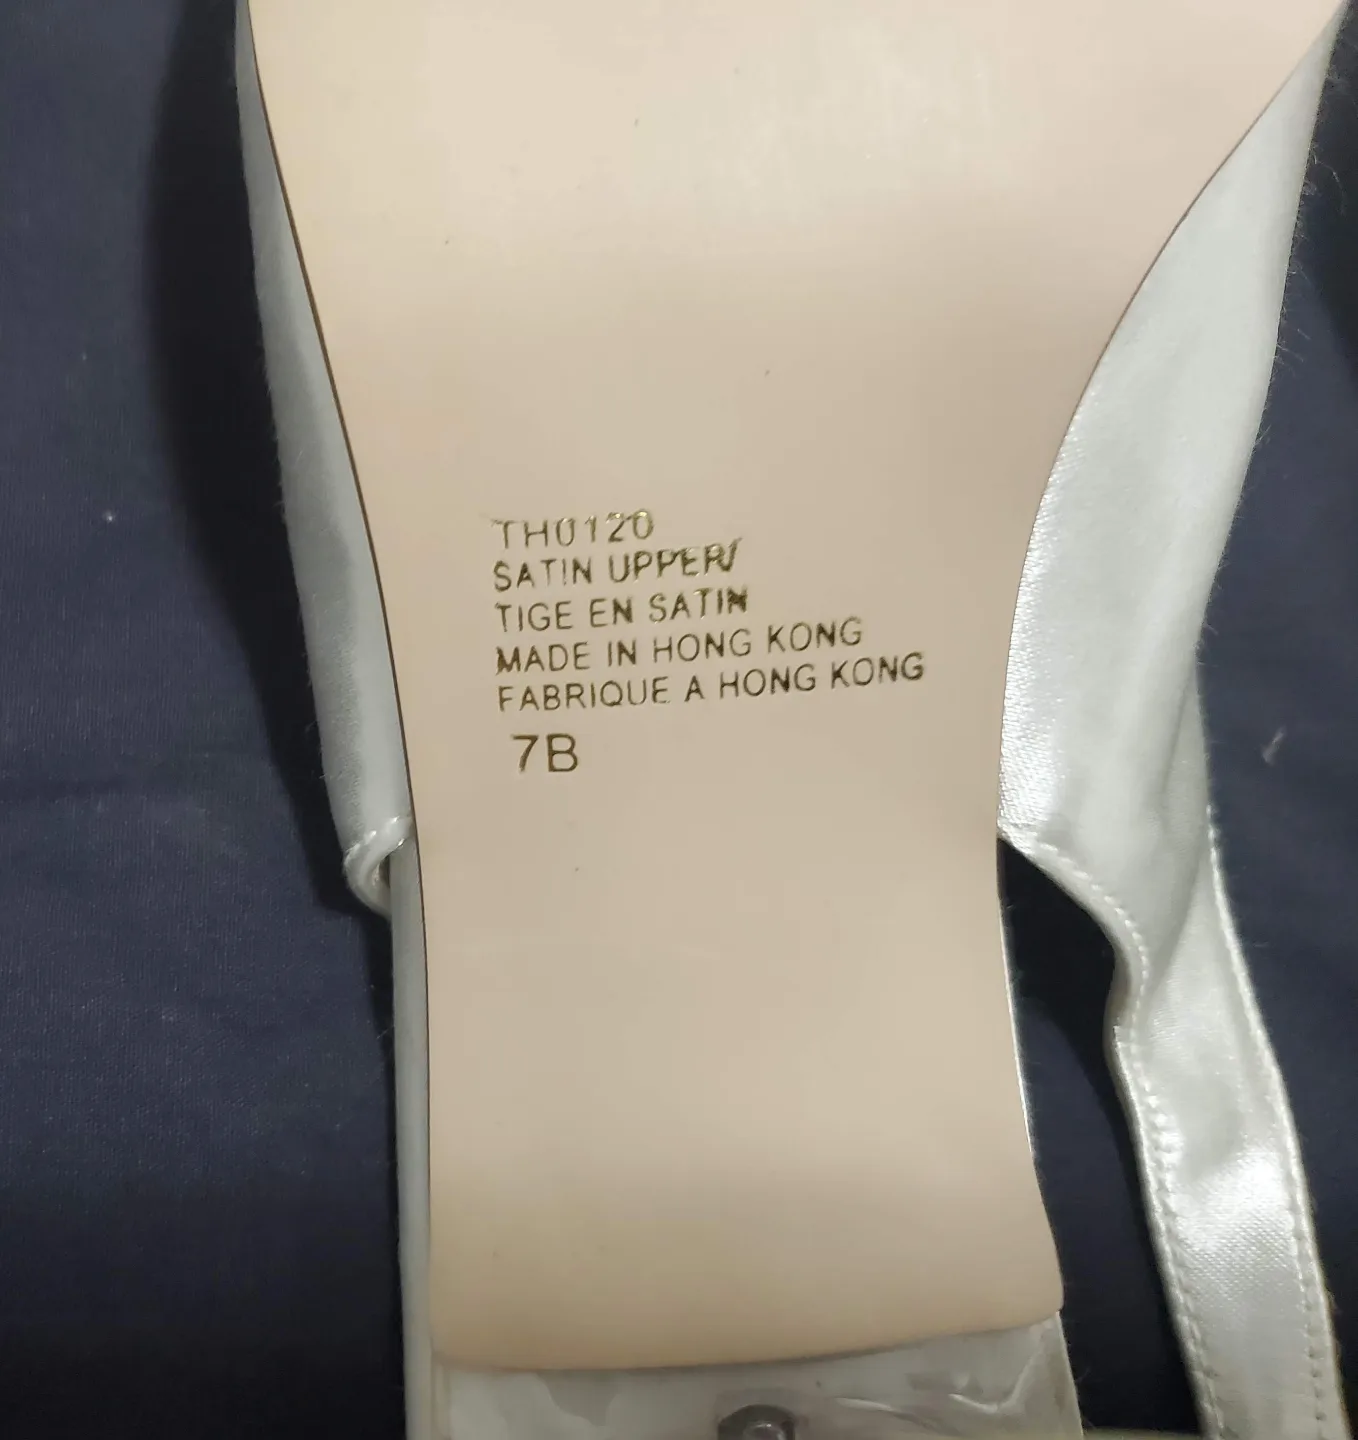 TH0120
SATIN UPPER/
TIGE EN SATIN
MADE IN HONG KONG
FABRIQUE A HONG KONG
7B